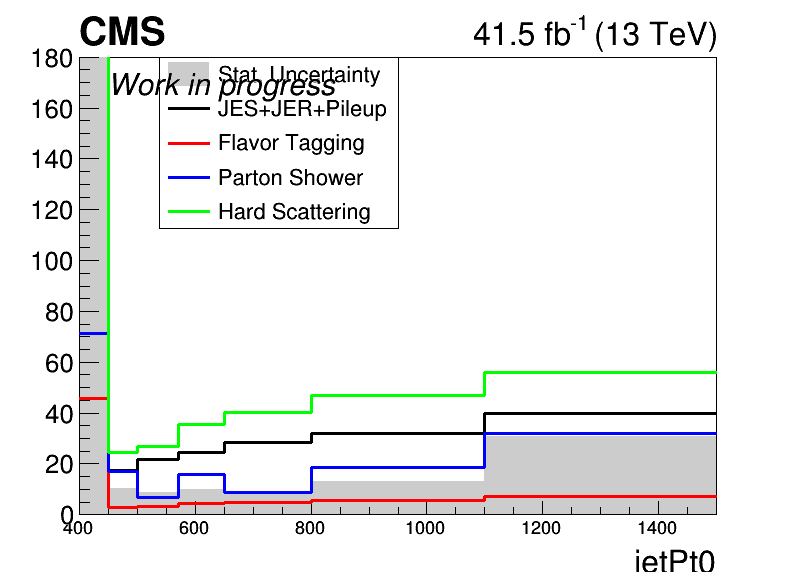 CMS 41.5 fb-1 (13 TeV)
Stat. Uncertainty
Work in progress
JES+JER+Pileup
Flavor Tagging
Parton Shower
Hard Scattering
180
160
140
120
100
80
60
40
20
0
400 600 800 1000 1200 1400
jetPt0